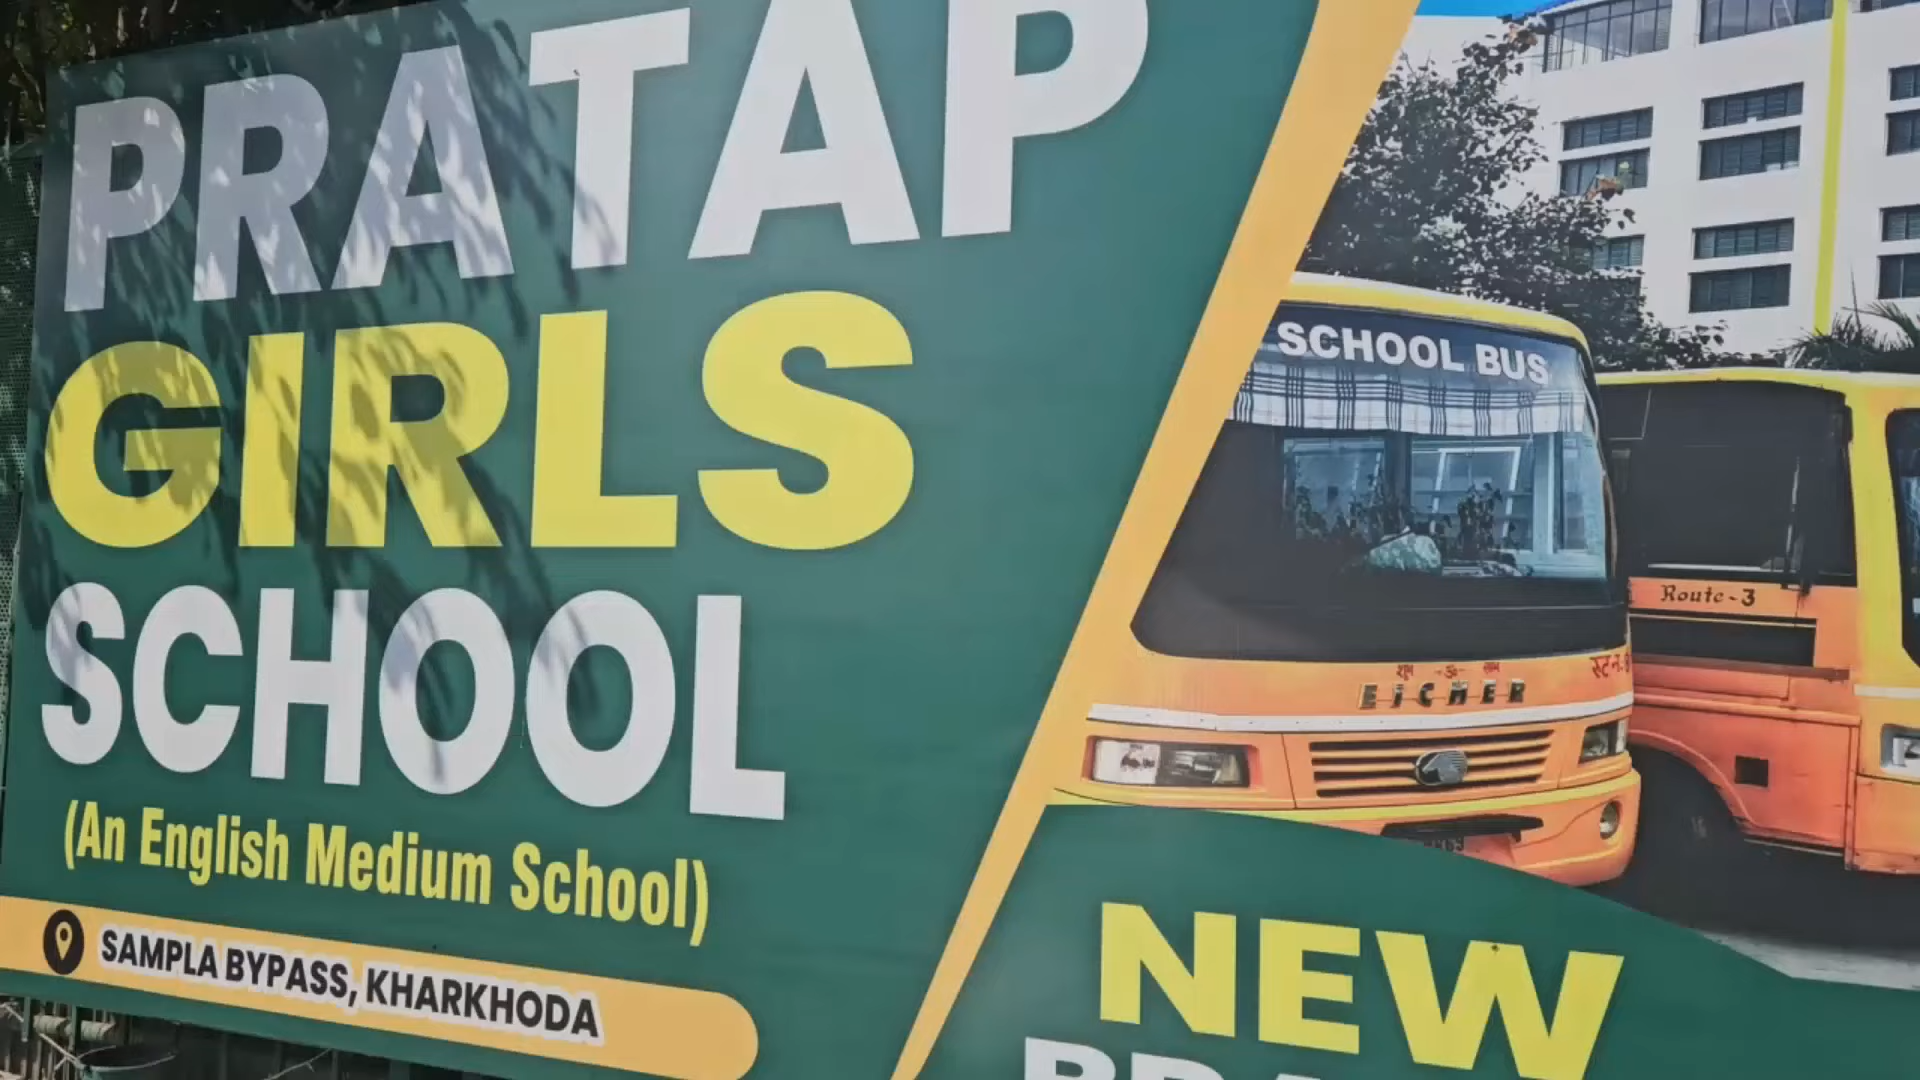 PRATAP
GIRLS
SCHOOL
(An English Medium School)
SAMPLA BYPASS, KHARKHODA
SCHOOL BUS
Route-3
शुभ ॐ लाभ
EICHER
NEW